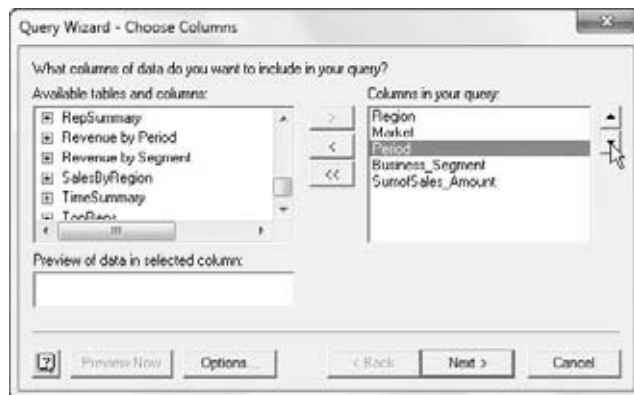 Query Wizard - Choose Columns
What columns of data do you want to include in your query?
Available tables and columns:
Columns in your query:
RepSummary
Revenue by Period
Revenue by Segment
SalesByRegion
TimeSummary
TopReps
>
<
<<
Region
Market
Period
Business_Segment
SumofSales_Amount
Preview of data in selected column:
?
Preview Now
Options...
< Back
Next >
Cancel